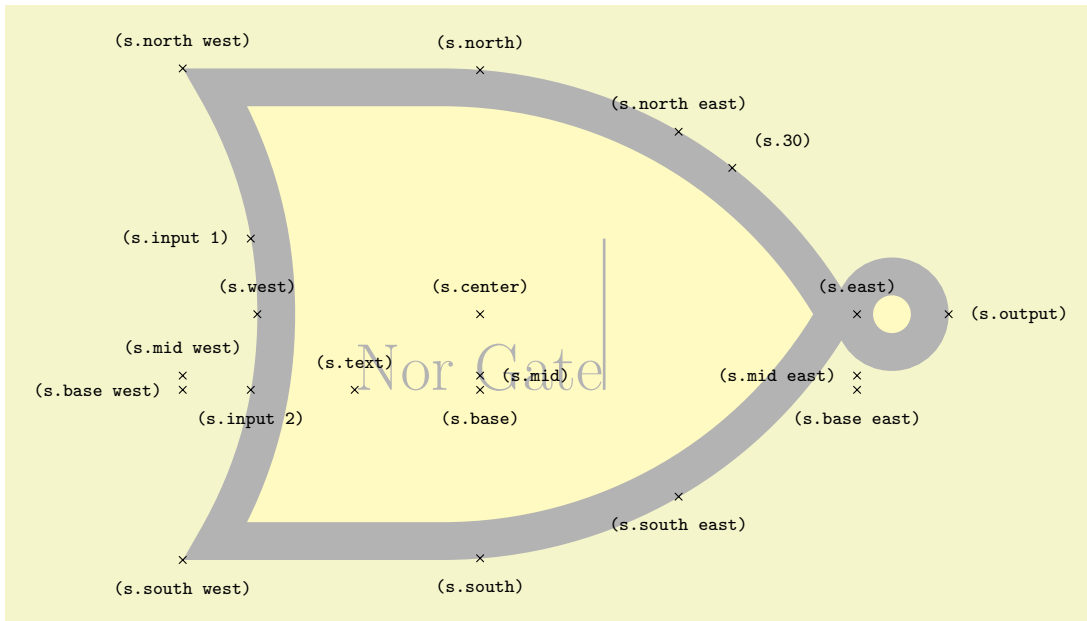 (s.north west)
(s.north)
(s.north east)
(s.30)
(s.input 1)
(s.west)
(s.center)
(s.east)
(s.output)
(s.mid west)
(s.text)
Nor Gate
(s.mid)
(s.mid east)
(s.base west)
(s.input 2)
(s.base)
(s.base east)
(s.south east)
(s.south west)
(s.south)